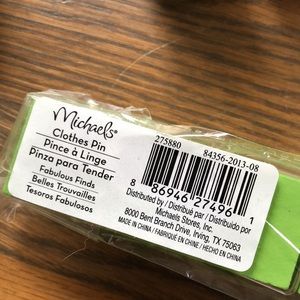 Michaels®
Clothes Pin
Pince à Linge
Pinza para Tender
Fabulous Finds
Belles Trouvailles
Tesoros Fabulosos
275880
84356-2013-08
8 86946 27496 1
Distributed by / Distribué par / Distribuido por
Michaels Stores, Inc.
8000 Bent Branch Drive, Irving, TX 75063
MADE IN CHINA / FABRIQUÉ EN CHINE / HECHO EN CHINA